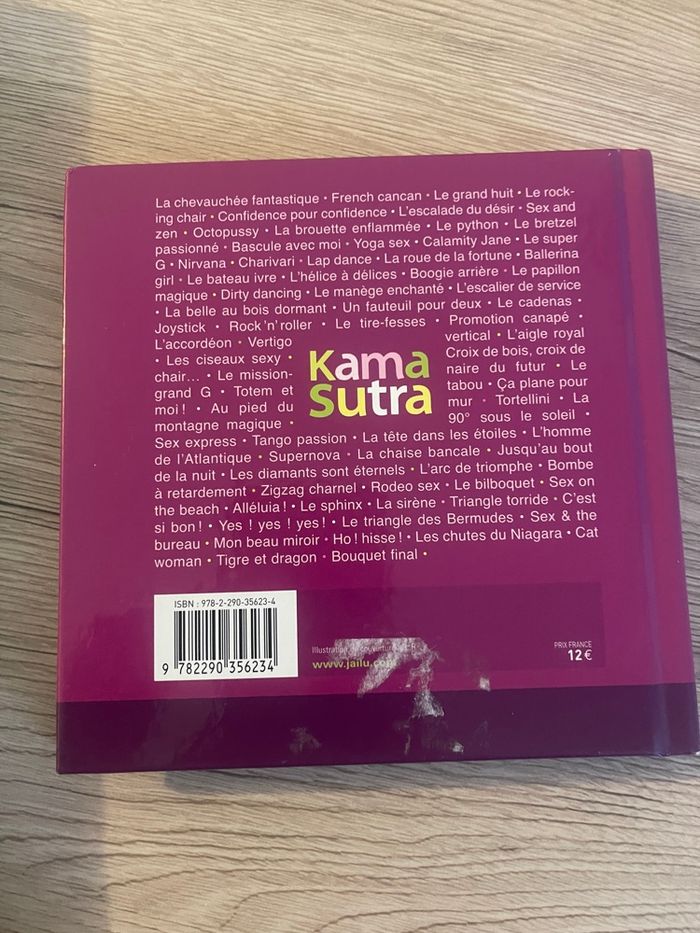 La chevauchée fantastique • French cancan • Le grand huit • Le rock-
ing chair • Confidence pour confidence • L'escalade du désir • Sex and
zen • Octopussy • La brouette enflammée • Le python • Le bretzel
passionné • Bascule avec moi • Yoga sex • Calamity Jane • Le super
G • Nirvana • Charivari • Lap dance • La roue de la fortune • Ballerina
girl • Le bateau ivre • L'hélice à délices • Boogie arrière • Le papillon
magique • Dirty dancing • Le manège enchanté • L'escalier de service
• La belle au bois dormant • Un fauteuil pour deux • Le cadenas •
Joystick • Rock'n'roller • Le tire-fesses • Promotion canapé •
L'accordéon • Vertigo vertical • L'aigle royal
• Les ciseaux sexy • Croix de bois, croix de
chair... • Le mission- naire du futur • Le
grand G • Totem et tabou • Ça plane pour
moi ! • Au pied du mur • Tortellini • La
montagne magique • 90° sous le soleil •
Kama
Sutra
Sex express • Tango passion • La tête dans les étoiles • L'homme
de l'Atlantique • Supernova • La chaise bancale • Jusqu'au bout
de la nuit • Les diamants sont éternels • L'arc de triomphe • Bombe
à retardement • Zigzag charnel • Rodeo sex • Le bilboquet • Sex on
the beach • Alléluia ! • Le sphinx • La sirène • Triangle torride • C'est
si bon ! • Yes ! yes ! yes ! • Le triangle des Bermudes • Sex & the
bureau • Mon beau miroir • Ho ! hisse ! • Les chutes du Niagara • Cat
woman • Tigre et dragon • Bouquet final •
ISBN : 978-2-290-35623-4
9 782290 356234
Illustration de couverture
www.jailu.com
PRIX FRANCE
12 €